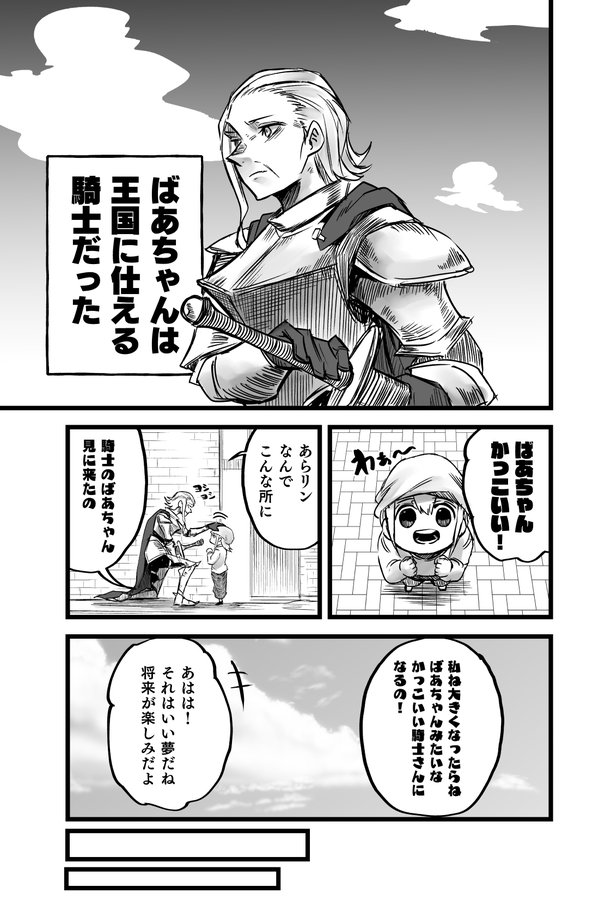 ばあちゃんは
王国に仕える
騎士だった
ばあちゃん
かっこいい!
わぁ〜
あらリン
なんで
こんな所に
ヨシ
ヨシ
騎士のばあちゃん
見に来たの
私ね大きくなったらね
ばあちゃんみたいな
かっこいい騎士さんに
なるの!
あはは!
それはいい夢だね
将来が楽しみだよ